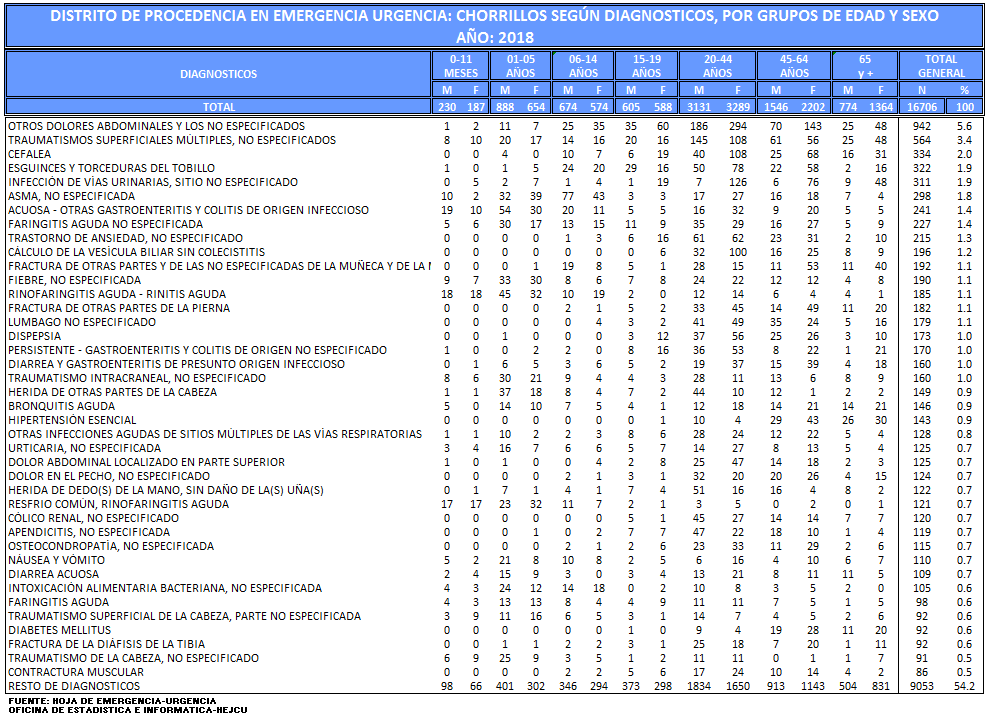 DISTRITO DE PROCEDENCIA EN EMERGENCIA URGENCIA: CHORRILLOS SEGÚN DIAGNOSTICOS, POR GRUPOS DE EDAD Y SEXO
AÑO: 2018
DIAGNOSTICOS 0-11 MESES 01-05 AÑOS 06-14 AÑOS 15-19 AÑOS 20-44 AÑOS 45-64 AÑOS 65 y + TOTAL GENERAL
M F M F M F M F M F M F M F N %
TOTAL 230 187 888 654 674 574 605 588 3131 3289 1546 2202 774 1364 16706 100
OTROS DOLORES ABDOMINALES Y LOS NO ESPECIFICADOS 1 2 11 7 25 35 35 60 186 294 70 143 25 48 942 5.6
TRAUMATISMOS SUPERFICIALES MÚLTIPLES, NO ESPECIFICADOS 8 10 20 17 14 16 20 16 145 108 61 56 25 48 564 3.4
CEFALEA 0 0 4 0 10 7 6 19 40 108 25 68 16 31 334 2.0
ESGUINCES Y TORCEDURAS DEL TOBILLO 1 0 1 5 24 20 29 16 50 78 22 58 2 16 322 1.9
INFECCIÓN DE VÍAS URINARIAS, SITIO NO ESPECIFICADO 0 5 2 7 1 4 1 19 7 126 6 76 9 48 311 1.9
ASMA, NO ESPECIFICADA 10 2 32 39 77 43 3 3 17 27 16 18 7 4 298 1.8
ACUOSA - OTRAS GASTROENTERITIS Y COLITIS DE ORIGEN INFECCIOSO 19 10 54 30 20 11 5 5 16 32 9 20 5 5 241 1.4
FARINGITIS AGUDA NO ESPECIFICADA 5 6 30 17 13 15 11 9 35 29 16 27 5 9 227 1.4
TRASTORNO DE ANSIEDAD, NO ESPECIFICADO 0 0 0 0 1 3 6 16 61 62 23 31 2 10 215 1.3
CÁLCULO DE LA VESÍCULA BILIAR SIN COLECISTITIS 0 0 0 0 0 0 0 6 32 100 16 25 8 9 196 1.2
FRACTURA DE OTRAS PARTES Y DE LAS NO ESPECIFICADAS DE LA MUÑECA Y DE LA 0 0 0 1 19 8 5 1 28 15 11 53 11 40 192 1.1
FIEBRE, NO ESPECIFICADA 9 7 33 30 8 6 7 8 24 22 12 12 4 8 190 1.1
RINOFARINGITIS AGUDA - RINITIS AGUDA 18 18 45 32 10 19 2 0 12 14 6 4 4 1 185 1.1
FRACTURA DE OTRAS PARTES DE LA PIERNA 0 0 0 0 2 1 5 2 33 45 14 49 11 20 182 1.1
LUMBAGO NO ESPECIFICADO 0 0 0 0 0 4 3 2 41 49 35 24 5 16 179 1.1
DISPEPSIA 0 0 0 1 0 0 3 12 37 56 25 26 3 10 173 1.0
PERSISTENTE - GASTROENTERITIS Y COLITIS DE ORIGEN NO ESPECIFICADO 1 0 0 2 2 0 8 16 36 53 8 22 1 21 170 1.0
DIARREA Y GASTROENTERITIS DE PRESUNTO ORIGEN INFECCIOSO 0 1 6 5 3 6 5 2 19 37 15 39 4 18 160 1.0
TRAUMATISMO INTRACRANEAL, NO ESPECIFICADO 8 6 30 21 9 4 4 3 28 11 13 6 8 9 160 1.0
HERIDA DE OTRAS PARTES DE LA CABEZA 1 1 37 18 8 4 7 2 44 10 12 1 2 2 149 0.9
BRONQUITIS AGUDA 5 0 14 10 7 5 4 1 12 18 14 21 14 21 146 0.9
HIPERTENSIÓN ESENCIAL 0 0 0 0 0 0 0 1 10 4 29 43 26 30 143 0.9
OTRAS INFECCIONES AGUDAS DE SITIOS MÚLTIPLES DE LAS VÍAS RESPIRATORIAS 1 1 10 2 2 3 8 6 28 24 12 22 5 4 128 0.8
URTICARIA, NO ESPECIFICADA 3 4 16 7 6 6 5 7 14 27 8 13 5 4 125 0.7
DOLOR ABDOMINAL LOCALIZADO EN PARTE SUPERIOR 1 0 1 0 0 4 2 8 25 47 14 18 2 3 125 0.7
DOLOR EN EL PECHO, NO ESPECIFICADO 0 0 0 0 2 1 3 1 32 20 20 26 4 15 124 0.7
HERIDA DE DEDO(S) DE LA MANO, SIN DAÑO DE LA(S) UÑA(S) 0 1 7 1 4 1 7 4 51 16 16 4 8 2 122 0.7
RESFRIO COMÚN, RINOFARINGITIS AGUDA 17 17 23 32 11 7 2 1 3 5 0 2 0 1 121 0.7
CÓLICO RENAL, NO ESPECIFICADO 0 0 0 0 0 0 5 1 45 27 14 14 7 7 120 0.7
APENDICITIS, NO ESPECIFICADA 0 0 0 1 0 2 7 7 47 22 18 10 1 4 119 0.7
OSTEOCONDROPATÍA, NO ESPECIFICADA 0 0 0 0 2 1 2 6 23 33 11 29 2 6 115 0.7
NÁUSEA Y VÓMITO 5 2 21 8 10 8 2 5 6 16 4 10 6 7 110 0.7
DIARREA ACUOSA 2 4 15 9 3 0 3 4 13 21 8 11 11 5 109 0.7
INTOXICACIÓN ALIMENTARIA BACTERIANA, NO ESPECIFICADA 4 3 24 12 14 18 0 2 10 8 3 5 2 0 105 0.6
FARINGITIS AGUDA 4 3 13 13 8 4 4 9 11 11 7 5 1 5 98 0.6
TRAUMATISMO SUPERFICIAL DE LA CABEZA, PARTE NO ESPECIFICADA 3 9 11 16 6 5 3 1 14 7 4 5 2 6 92 0.6
DIABETES MELLITUS 0 0 0 0 0 0 1 0 9 4 19 28 11 20 92 0.6
FRACTURA DE LA DIÁFISIS DE LA TIBIA 0 0 1 1 2 2 3 1 25 18 7 20 1 11 92 0.6
TRAUMATISMO DE LA CABEZA, NO ESPECIFICADO 6 9 25 9 3 5 1 2 11 11 0 1 1 7 91 0.5
CONTRACTURA MUSCULAR 0 0 0 0 2 2 5 6 17 24 10 14 4 2 86 0.5
RESTO DE DIAGNOSTICOS 98 66 401 302 346 294 373 298 1834 1650 913 1143 504 831 9053 54.2
FUENTE: HOJA DE EMERGENCIA-URGENCIA
OFICINA DE ESTADISTICA E INFORMATICA-HEJCU